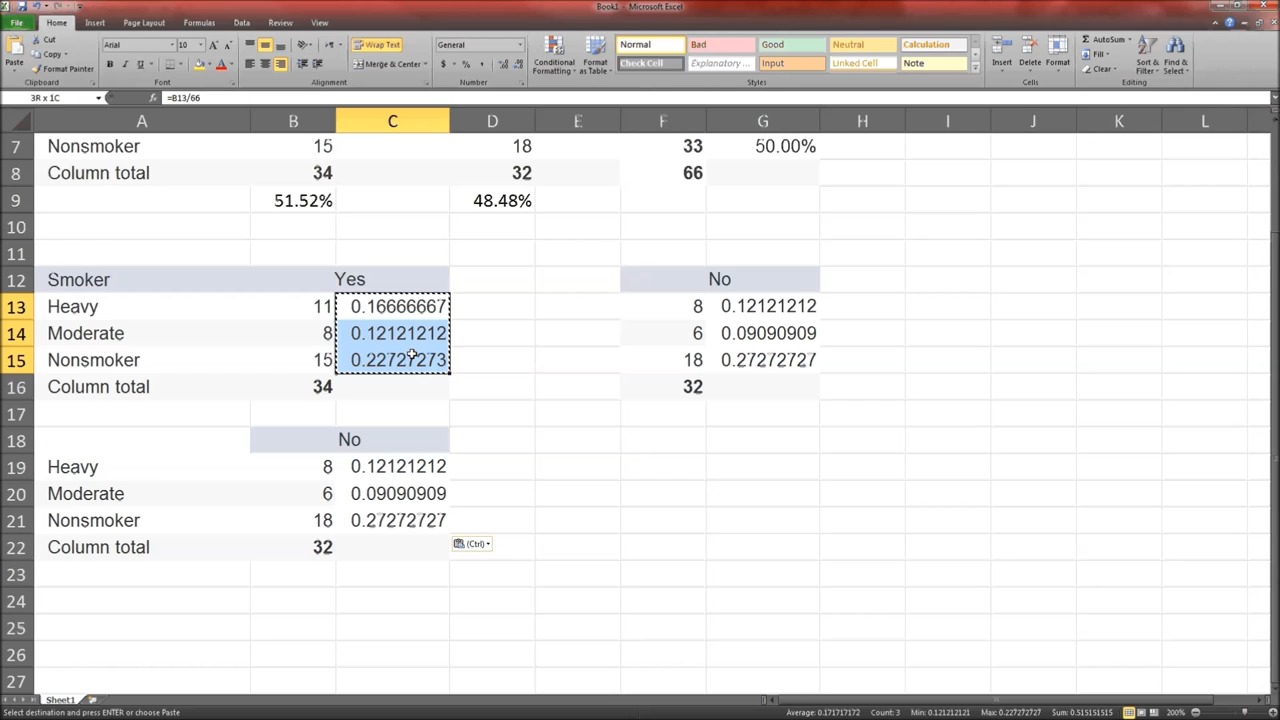 Book1 - Microsoft Excel
File Home Insert Page Layout Formulas Data Review View
Cut
Copy
Format Painter
Paste
Clipboard
Arial 10
Font
Wrap Text
Merge & Center
Alignment
General
Number
Conditional Formatting
Format as Table
Normal Bad Good Neutral Calculation
Check Cell Explanatory ... Input Linked Cell Note
Styles
Insert Delete Format
Cells
AutoSum
Fill
Clear
Sort & Filter
Find & Select
Editing
3R x 1C fx =B13/66
A B C D E F G H I J K L
7 Nonsmoker 15 18 33 50.00%
8 Column total 34 32 66
9 51.52% 48.48%
10
11
12 Smoker Yes No
13 Heavy 11 0.16666667 8 0.12121212
14 Moderate 8 0.12121212 6 0.09090909
15 Nonsmoker 15 0.22727273 18 0.27272727
16 Column total 34 32
17
18 No
19 Heavy 8 0.12121212
20 Moderate 6 0.09090909
21 Nonsmoker 18 0.27272727
22 Column total 32 (Ctrl)
23
24
25
26
27
Sheet1
Select destination and press ENTER or choose Paste Average: 0.171717172 Count: 3 Min: 0.121212121 Max: 0.227272727 Sum: 0.515151515 200%